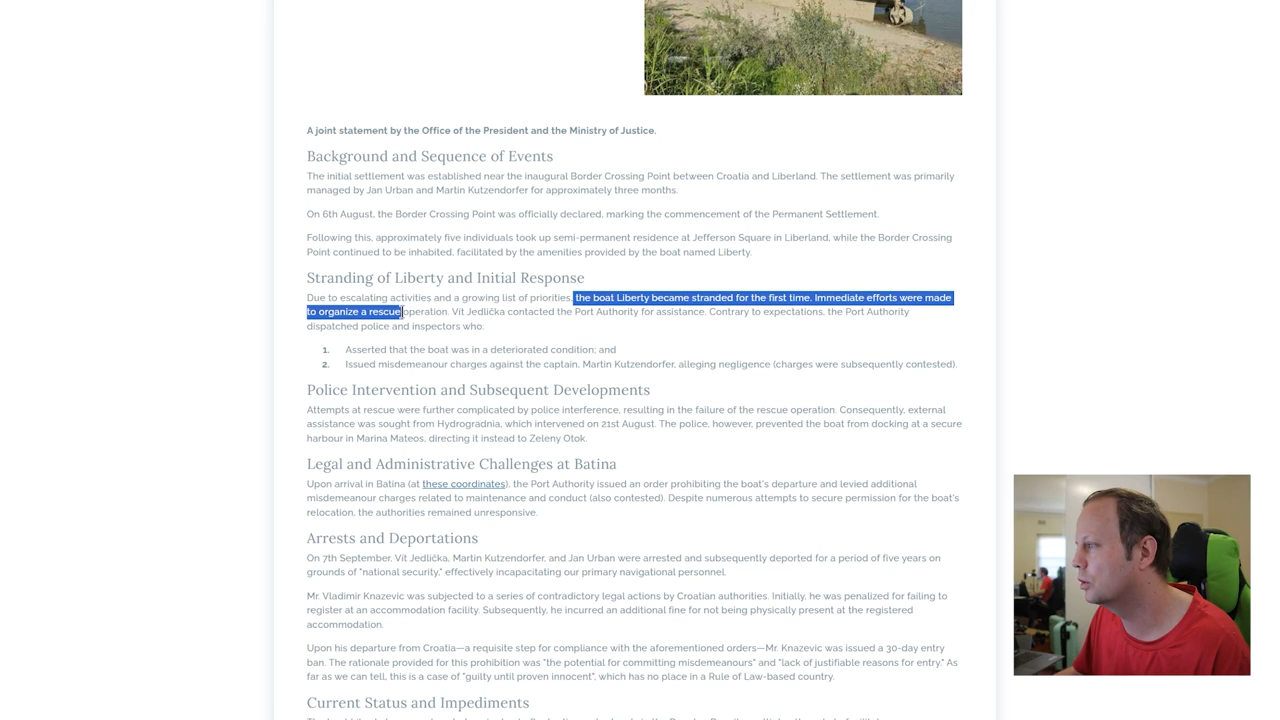 A joint statement by the Office of the President and the Ministry of Justice.
Background and Sequence of Events
The initial settlement was established near the inaugural Border Crossing Point between Croatia and Liberland. The settlement was primarily
managed by Jan Urban and Martin Kutzendorfer for approximately three months.
On 6th August, the Border Crossing Point was officially declared, marking the commencement of the Permanent Settlement.
Following this, approximately five individuals took up semi-permanent residence at Jefferson Square in Liberland, while the Border Crossing
Point continued to be inhabited, facilitated by the amenities provided by the boat named Liberty.
Stranding of Liberty and Initial Response
Due to escalating activities and a growing list of priorities, the boat Liberty became stranded for the first time. Immediate efforts were made
to organize a rescue operation. Vít Jedlička contacted the Port Authority for assistance. Contrary to expectations, the Port Authority
dispatched police and inspectors who:
1. Asserted that the boat was in a deteriorated condition; and
2. Issued misdemeanour charges against the captain, Martin Kutzendorfer, alleging negligence (charges were subsequently contested).
Police Intervention and Subsequent Developments
Attempts at rescue were further complicated by police interference, resulting in the failure of the rescue operation. Consequently, external
assistance was sought from Hydrogradnia, which intervened on 21st August. The police, however, prevented the boat from docking at a secure
harbour in Marina Mateos, directing it instead to Zeleny Otok.
Legal and Administrative Challenges at Batina
Upon arrival in Batina (at these coordinates), the Port Authority issued an order prohibiting the boat's departure and levied additional
misdemeanour charges related to maintenance and conduct (also contested). Despite numerous attempts to secure permission for the boat's
relocation, the authorities remained unresponsive.
Arrests and Deportations
On 7th September, Vít Jedlička, Martin Kutzendorfer, and Jan Urban were arrested and subsequently deported for a period of five years on
grounds of "national security," effectively incapacitating our primary navigational personnel.
Mr. Vladimir Knazevic was subjected to a series of contradictory legal actions by Croatian authorities. Initially, he was penalized for failing to
register at an accommodation facility. Subsequently, he incurred an additional fine for not being physically present at the registered
accommodation.
Upon his departure from Croatia—a requisite step for compliance with the aforementioned orders—Mr. Knazevic was issued a 30-day entry
ban. The rationale provided for this prohibition was "the potential for committing misdemeanours" and "lack of justifiable reasons for entry." As
far as we can tell, this is a case of "guilty until proven innocent", which has no place in a Rule of Law-based country.
Current Status and Impediments